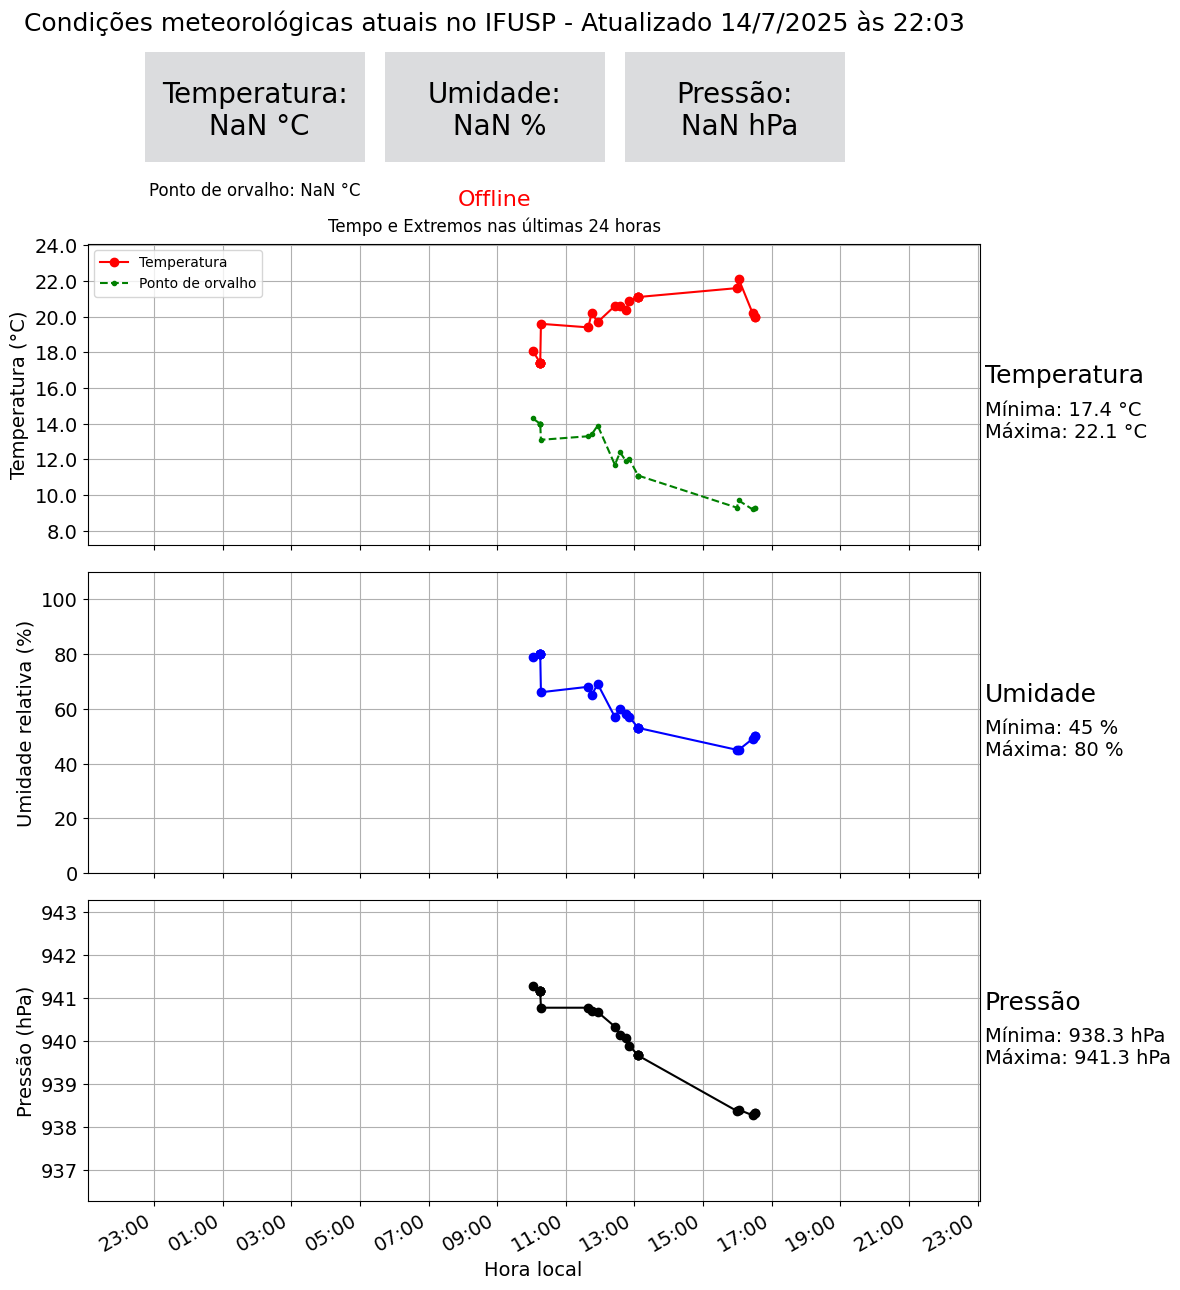 Condições meteorológicas atuais no IFUSP - Atualizado 14/7/2025 às 22:03
Temperatura:
NaN °C
Umidade:
NaN %
Pressão:
NaN hPa
Ponto de orvalho: NaN °C
Offline
Tempo e Extremos nas últimas 24 horas
24.0
22.0
20.0
18.0
16.0
14.0
12.0
10.0
8.0
Temperatura (°C)
Temperatura
Ponto de orvalho
Temperatura
Mínima: 17.4 °C
Máxima: 22.1 °C
100
80
60
40
20
0
Umidade relativa (%)
Umidade
Mínima: 45 %
Máxima: 80 %
943
942
941
940
939
938
937
Pressão (hPa)
Pressão
Mínima: 938.3 hPa
Máxima: 941.3 hPa
23:00
01:00
03:00
05:00
07:00
09:00
11:00
13:00
15:00
17:00
19:00
21:00
23:00
Hora local